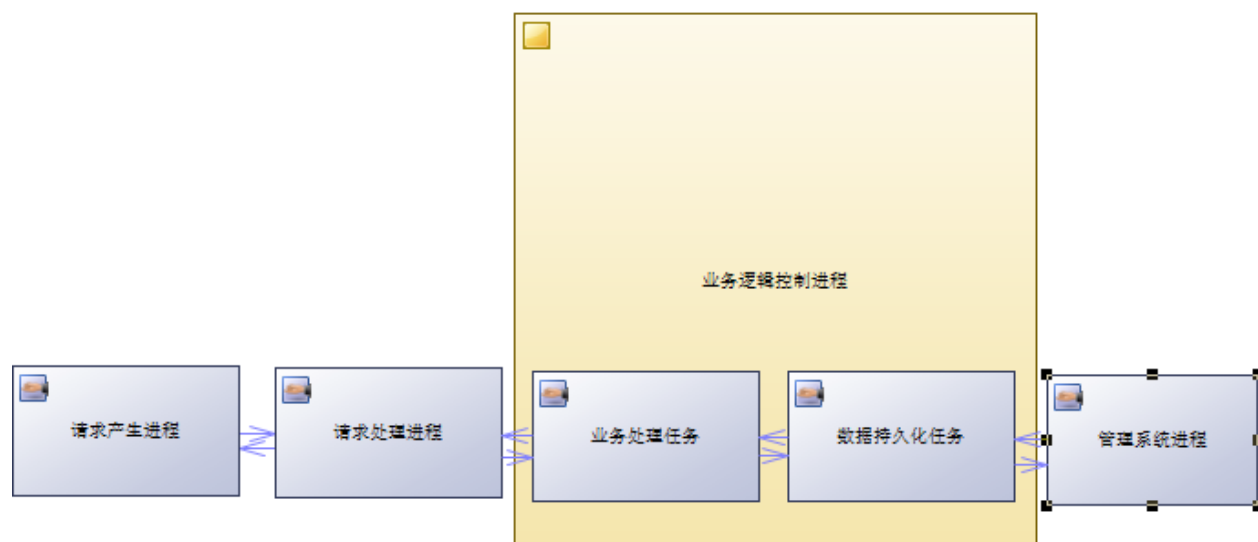 业务逻辑控制进程
请求产生进程
请求处理进程
业务处理任务
数据持久化任务
管理系统进程